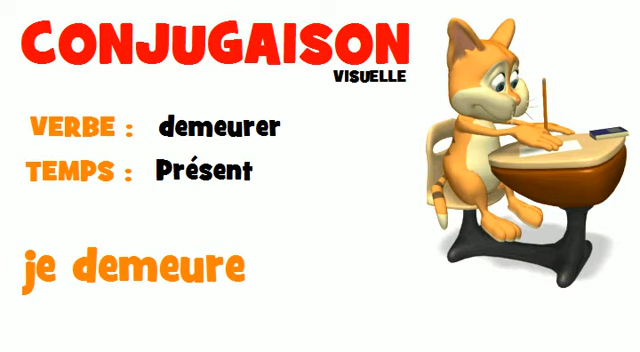 CONJUGAISON
VISUELLE
VERBE : demeurer
TEMPS : Présent
je demeure